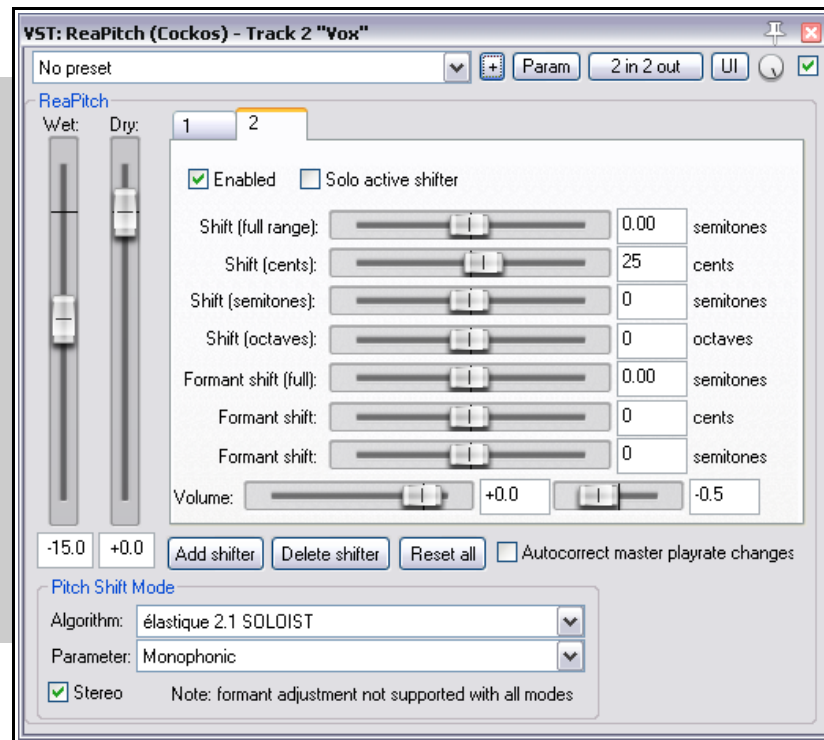 VST: ReaPitch (Cockos) - Track 2 "Vox"
No preset + Param 2 in 2 out UI
ReaPitch
Wet: Dry: 1 2
Enabled Solo active shifter
Shift (full range): 0.00 semitones
Shift (cents): 25 cents
Shift (semitones): 0 semitones
Shift (octaves): 0 octaves
Formant shift (full): 0.00 semitones
Formant shift: 0 cents
Formant shift: 0 semitones
Volume: +0.0 -0.5
-15.0 +0.0 Add shifter Delete shifter Reset all Autocorrect master playrate changes
Pitch Shift Mode
Algorithm: élastique 2.1 SOLOIST
Parameter: Monophonic
Stereo Note: formant adjustment not supported with all modes